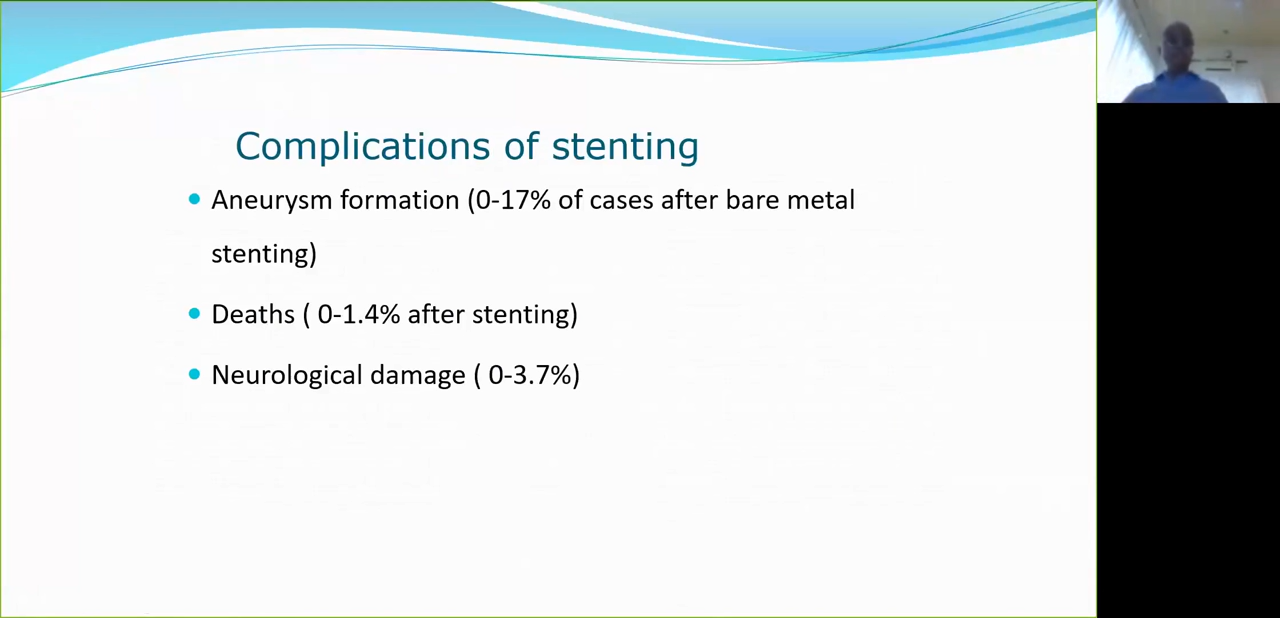 Complications of stenting
Aneurysm formation (0-17% of cases after bare metal
stenting)
Deaths ( 0-1.4% after stenting)
Neurological damage ( 0-3.7%)